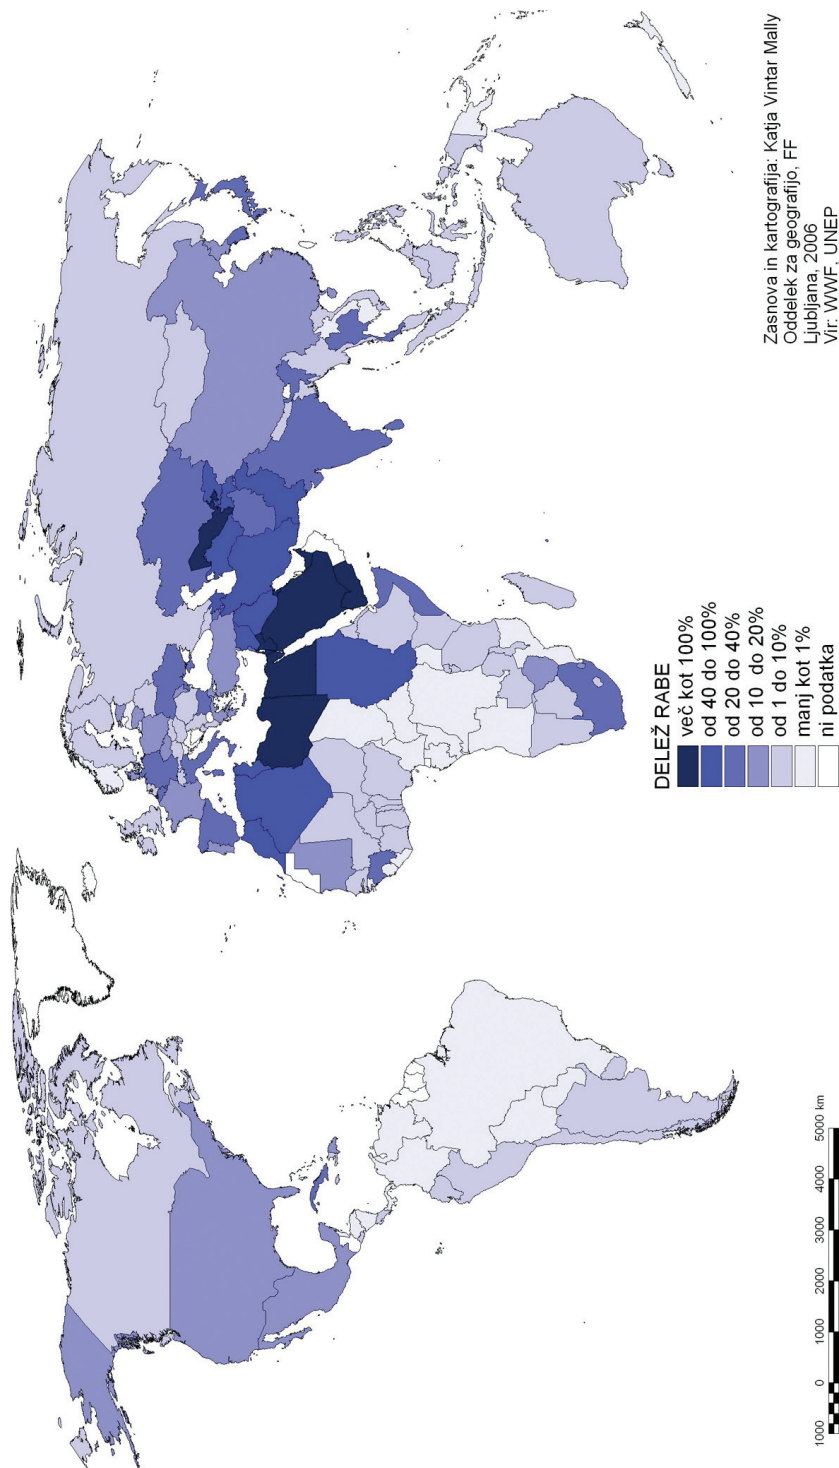 DELEŽ RABE
več kot 100%
od 40 do 100%
od 20 do 40%
od 10 do 20%
od 1 do 10%
manj kot 1%
ni podatka
Zasnova in kartografija: Katja Vintar Mally
Oddelek za geografijo, FF
Ljubljana, 2006
Vir: WWF, UNEP
1000 0 1000 2000 3000 4000 5000 km